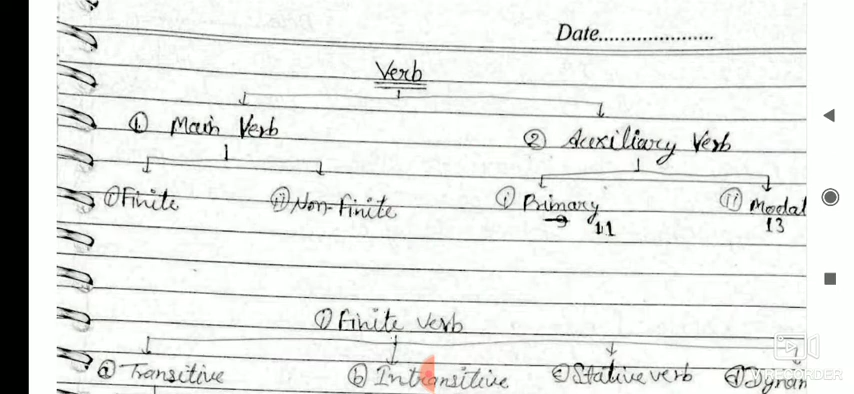 Date.....................
Verb
① Main Verb ② Auxiliary Verb
ⓘ Finite ⓘⓘ Non-finite ⓘ Primary ⓘⓘ Modal
→ 11 13
ⓘ Finite verb
ⓐ Transitive ⓑ Intransitive ⓒ Stative verb ⓓ Dynam